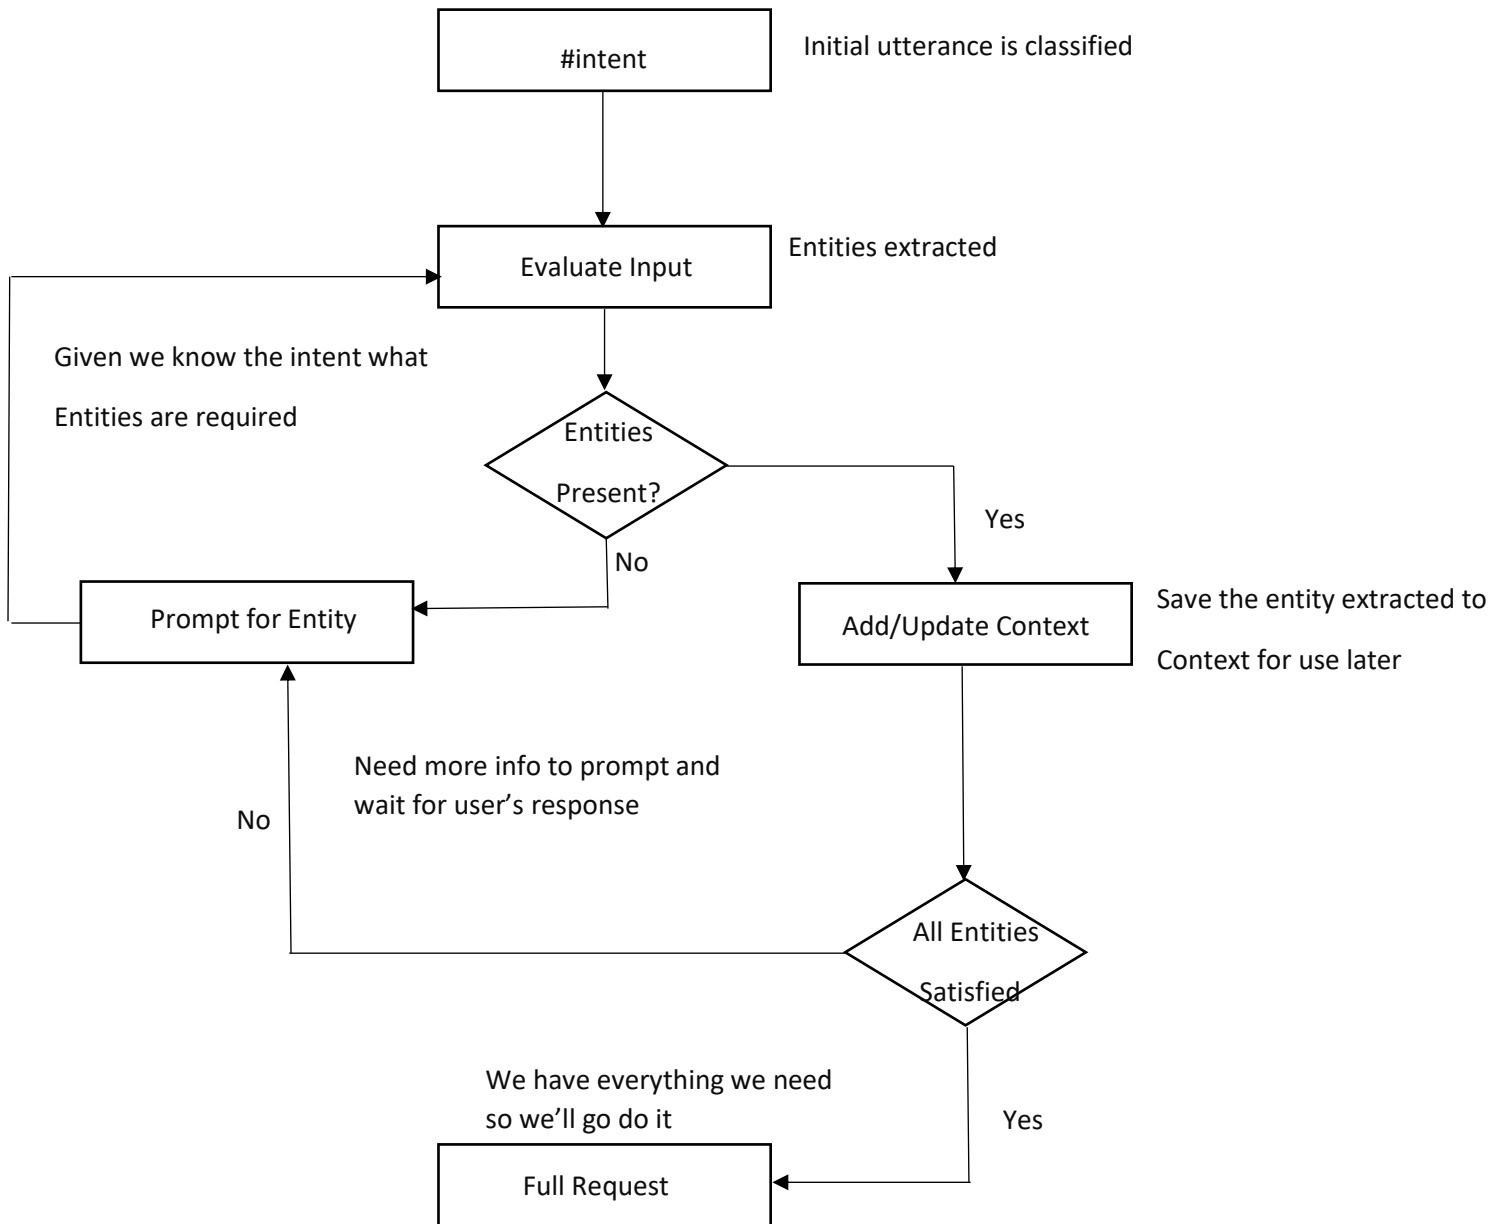 #intent
Initial utterance is classified
Evaluate Input
Entities extracted
Given we know the intent what
Entities are required
Entities
Present?
Yes
No
Prompt for Entity
Add/Update Context
Save the entity extracted to
Context for use later
Need more info to prompt and
wait for user’s response
No
All Entities
Satisfied
We have everything we need
so we’ll go do it
Yes
Full Request